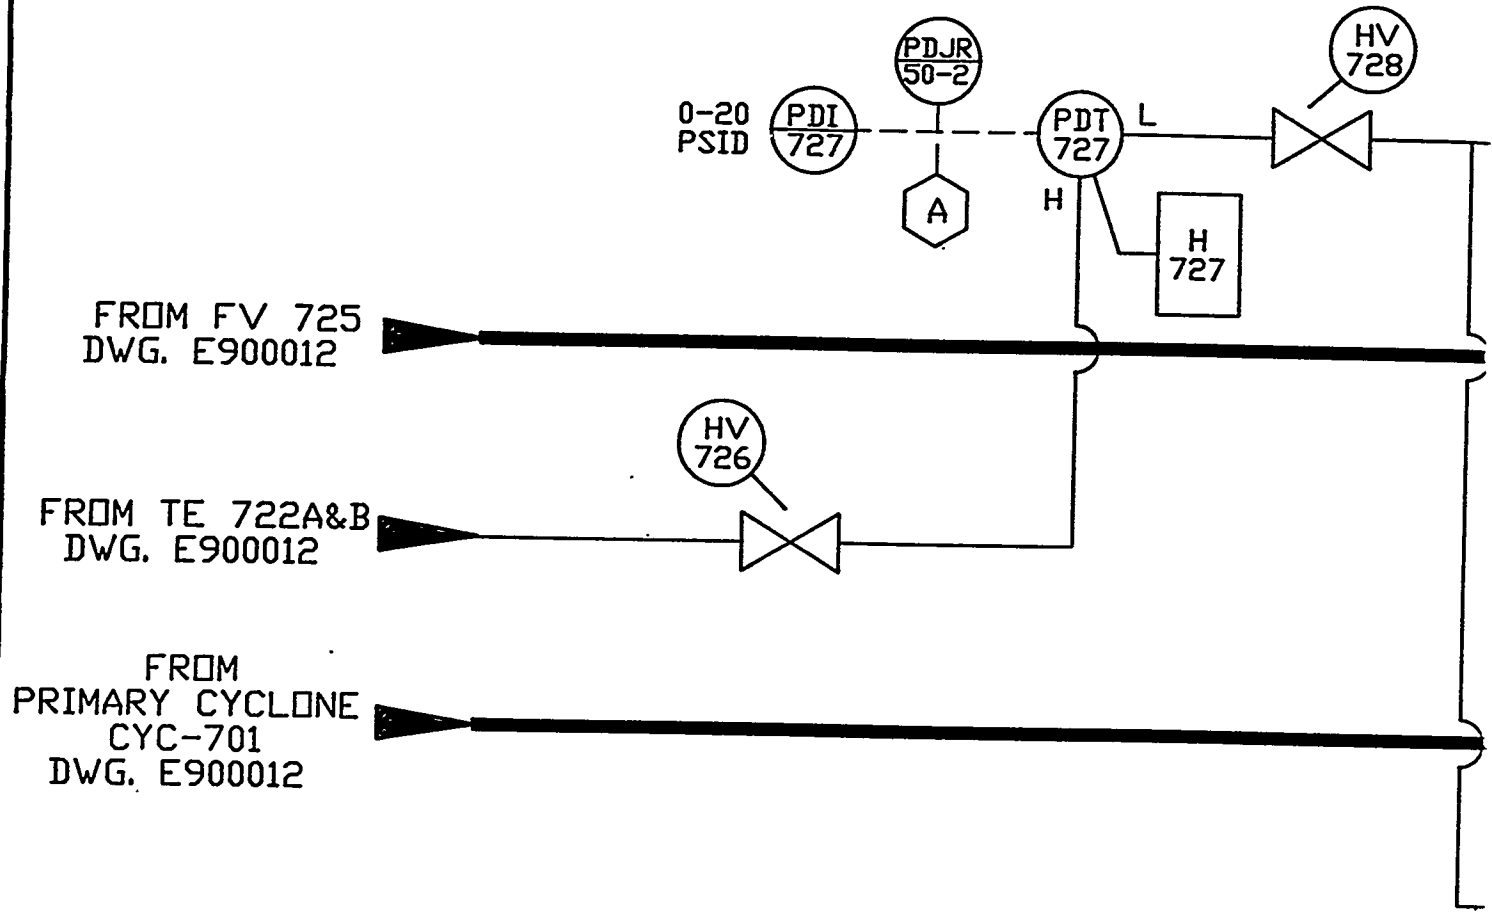 HV
728
PDJR
50-2
0-20
PSID
PDI
727
PDT
727
L
A
H
H
727
FROM FV 725
DWG. E900012
HV
726
FROM TE 722A&B
DWG. E900012
FROM
PRIMARY CYCLONE
CYC-701
DWG. E900012